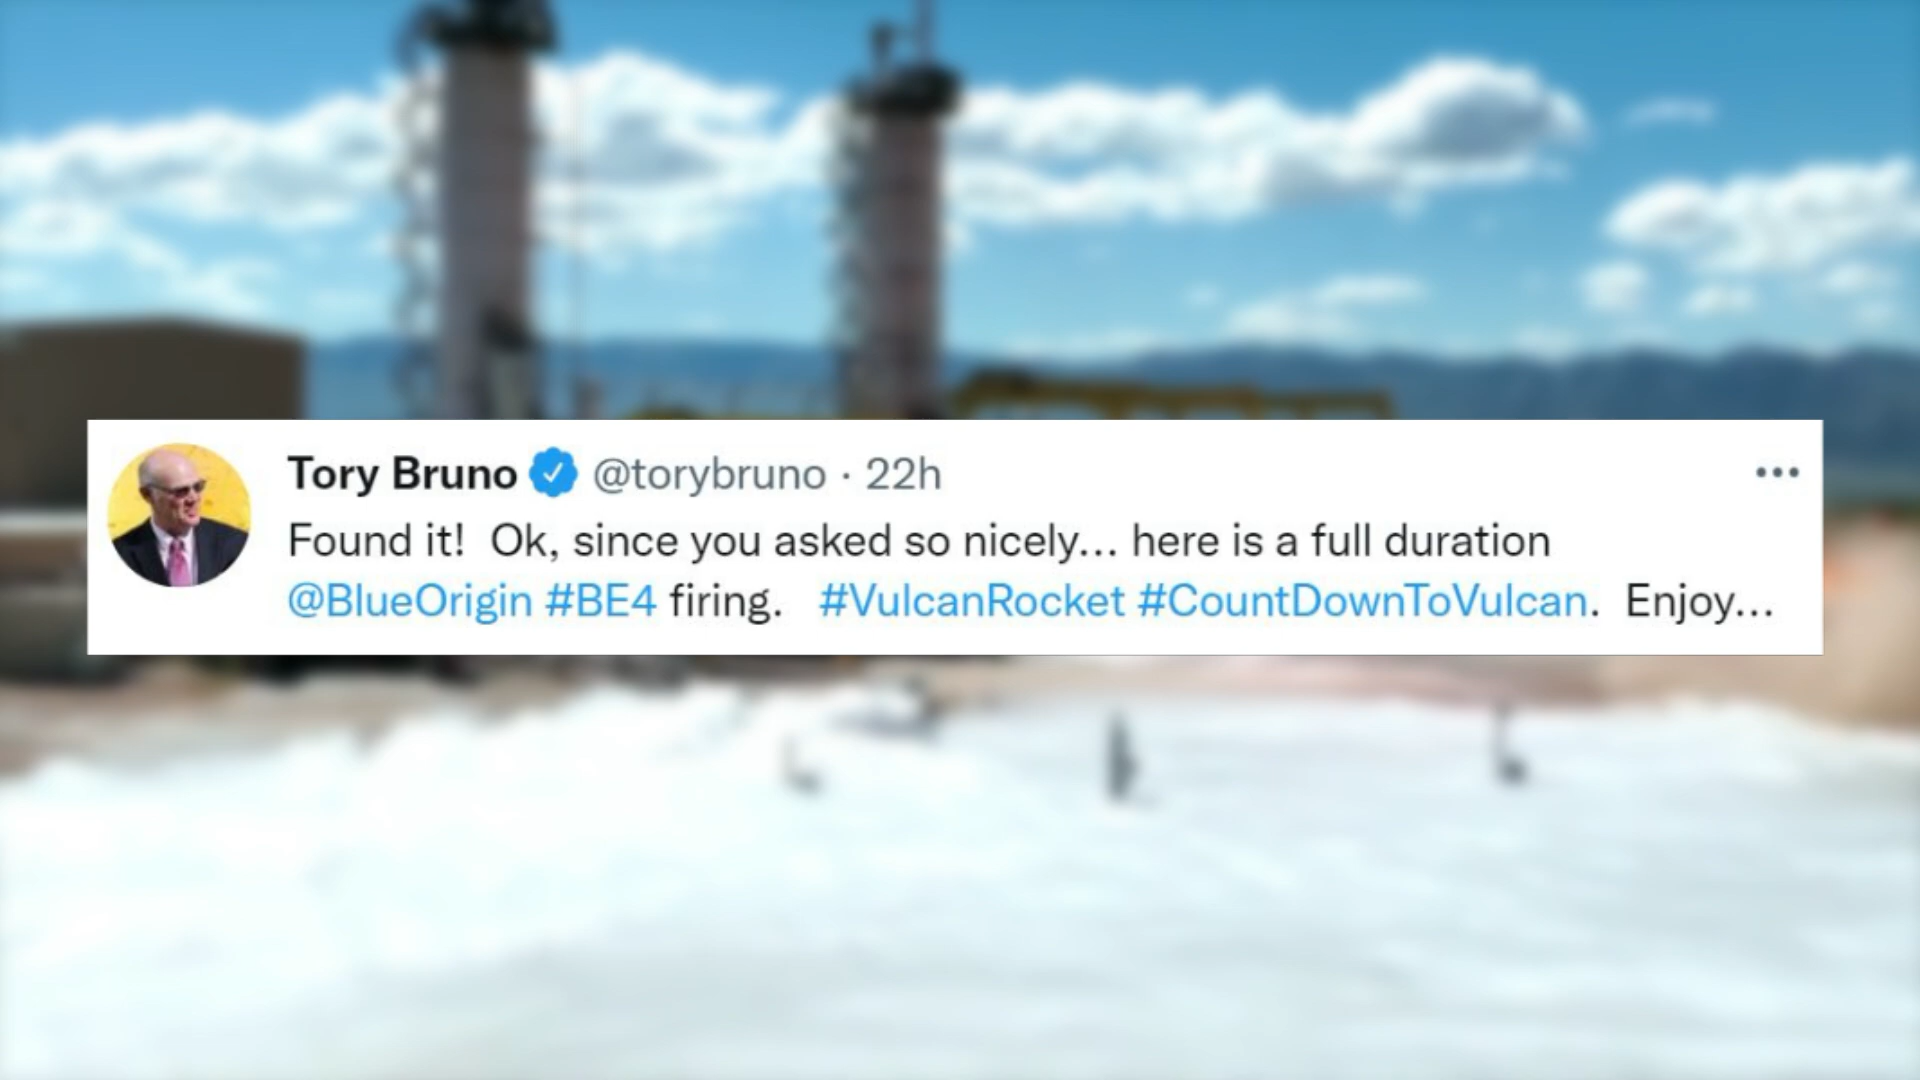 Tory Bruno @torybruno · 22h
Found it!  Ok, since you asked so nicely... here is a full duration
@BlueOrigin #BE4 firing.   #VulcanRocket #CountDownToVulcan.  Enjoy...